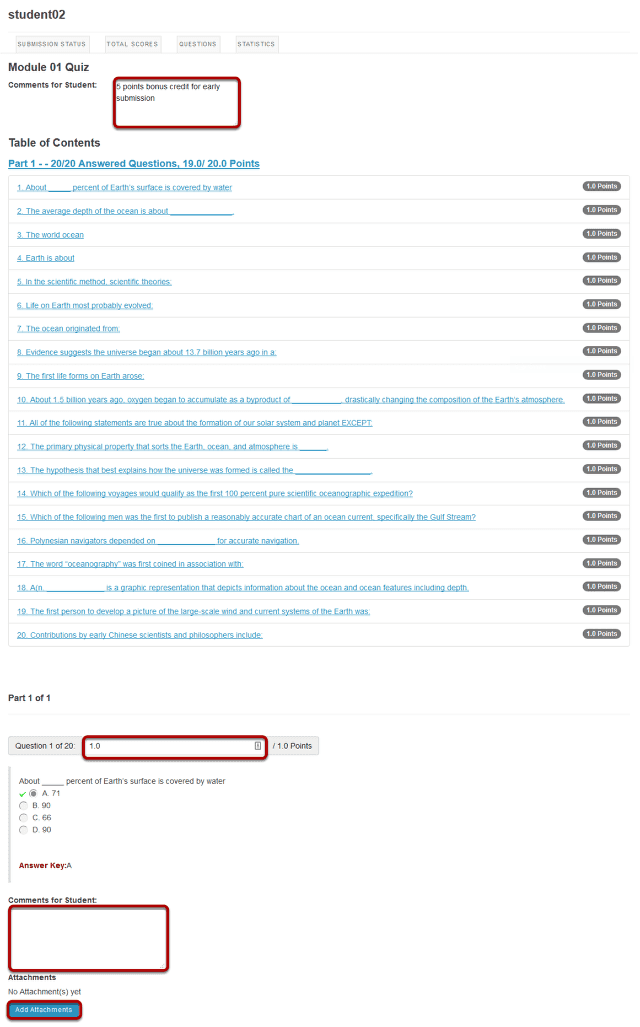 student02
SUBMISSION STATUS TOTAL SCORES QUESTIONS STATISTICS
Module 01 Quiz
Comments for Student:
5 points bonus credit for early
submission
Table of Contents
Part 1 - - 20/20 Answered Questions, 19.0/ 20.0 Points
1. About _____ percent of Earth's surface is covered by water 1.0 Points
2. The average depth of the ocean is about ______________. 1.0 Points
3. The world ocean 1.0 Points
4. Earth is about 1.0 Points
5. In the scientific method, scientific theories: 1.0 Points
6. Life on Earth most probably evolved: 1.0 Points
7. The ocean originated from: 1.0 Points
8. Evidence suggests the universe began about 13.7 billion years ago in a: 1.0 Points
9. The first life forms on Earth arose: 1.0 Points
10. About 1.5 billion years ago, oxygen began to accumulate as a byproduct of ___________, drastically changing the composition of the Earth's atmosphere. 1.0 Points
11. All of the following statements are true about the formation of our solar system and planet EXCEPT: 1.0 Points
12. The primary physical property that sorts the Earth, ocean, and atmosphere is ______. 1.0 Points
13. The hypothesis that best explains how the universe was formed is called the _________________. 1.0 Points
14. Which of the following voyages would qualify as the first 100 percent pure scientific oceanographic expedition? 1.0 Points
15. Which of the following men was the first to publish a reasonably accurate chart of an ocean current, specifically the Gulf Stream? 1.0 Points
16. Polynesian navigators depended on _____________ for accurate navigation. 1.0 Points
17. The word "oceanography" was first coined in association with: 1.0 Points
18. A(n. _____________ is a graphic representation that depicts information about the ocean and ocean features including depth. 1.0 Points
19. The first person to develop a picture of the large-scale wind and current systems of the Earth was: 1.0 Points
20. Contributions by early Chinese scientists and philosophers include: 1.0 Points
Part 1 of 1
Question 1 of 20: 1.0 / 1.0 Points
About _____ percent of Earth's surface is covered by water
A. 71
B. 90
C. 66
D. 90
Answer Key:A
Comments for Student:
Attachments
No Attachment(s) yet
Add Attachments